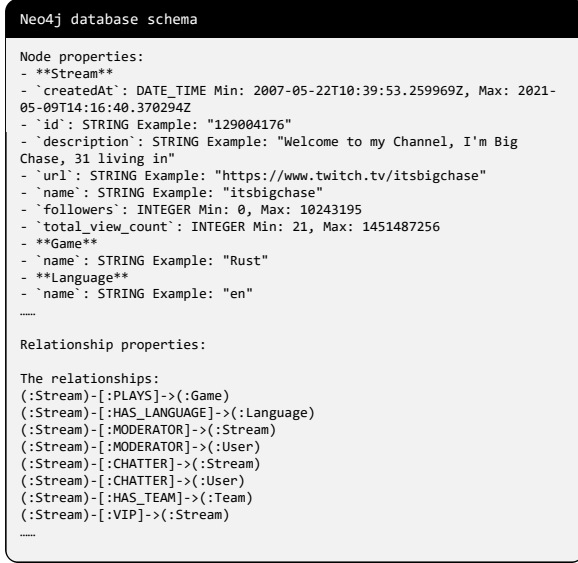 Neo4j database schema
Node properties:
- **Stream**
- `createdAt`: DATE_TIME Min: 2007-05-22T10:39:53.259969Z, Max: 2021-
05-09T14:16:40.370294Z
- `id`: STRING Example: "129004176"
- `description`: STRING Example: "Welcome to my Channel, I'm Big
Chase, 31 living in"
- `url`: STRING Example: "https://www.twitch.tv/itsbigchase"
- `name`: STRING Example: "itsbigchase"
- `followers`: INTEGER Min: 0, Max: 10243195
- `total_view_count`: INTEGER Min: 21, Max: 1451487256
- **Game**
- `name`: STRING Example: "Rust"
- **Language**
- `name`: STRING Example: "en"
……
Relationship properties:
The relationships:
(:Stream)-[:PLAYS]->(:Game)
(:Stream)-[:HAS_LANGUAGE]->(:Language)
(:Stream)-[:MODERATOR]->(:Stream)
(:Stream)-[:MODERATOR]->(:User)
(:Stream)-[:CHATTER]->(:Stream)
(:Stream)-[:CHATTER]->(:User)
(:Stream)-[:HAS_TEAM]->(:Team)
(:Stream)-[:VIP]->(:Stream)
……